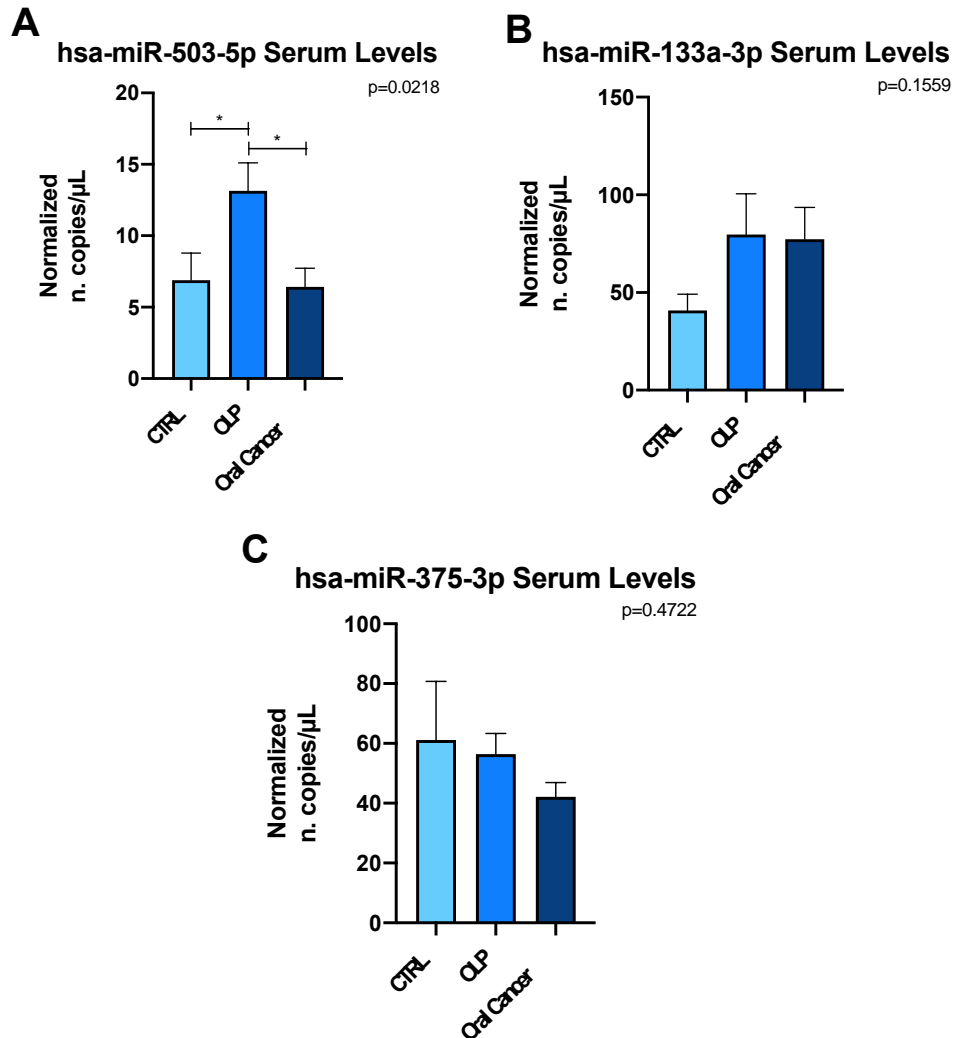 A
hsa-miR-503-5p Serum Levels
p=0.0218
20
15
10
5
0
Normalized
n. copies/µL
*
*
CTRL
OLP
Oral Cancer
B
hsa-miR-133a-3p Serum Levels
p=0.1559
150
100
50
0
Normalized
n. copies/µL
CTRL
OLP
Oral Cancer
C
hsa-miR-375-3p Serum Levels
p=0.4722
100
80
60
40
20
0
Normalized
n. copies/µL
CTRL
OLP
Oral Cancer